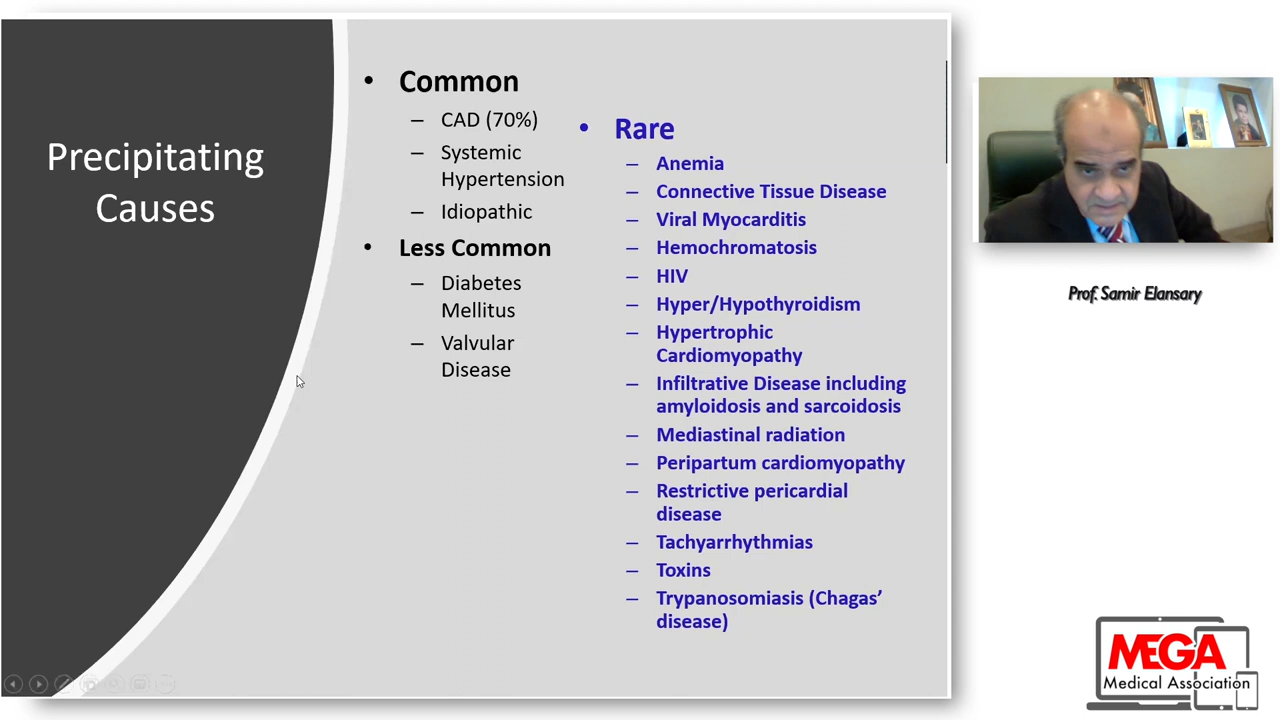 Precipitating
Causes
• Common
– CAD (70%)
– Systemic
Hypertension
– Idiopathic
• Less Common
– Diabetes
Mellitus
– Valvular
Disease
• Rare
– Anemia
– Connective Tissue Disease
– Viral Myocarditis
– Hemochromatosis
– HIV
– Hyper/Hypothyroidism
– Hypertrophic
Cardiomyopathy
– Infiltrative Disease including
amyloidosis and sarcoidosis
– Mediastinal radiation
– Peripartum cardiomyopathy
– Restrictive pericardial
disease
– Tachyarrhythmias
– Toxins
– Trypanosomiasis (Chagas’
disease)
Prof. Samir Elansary
MEGA
Medical Association